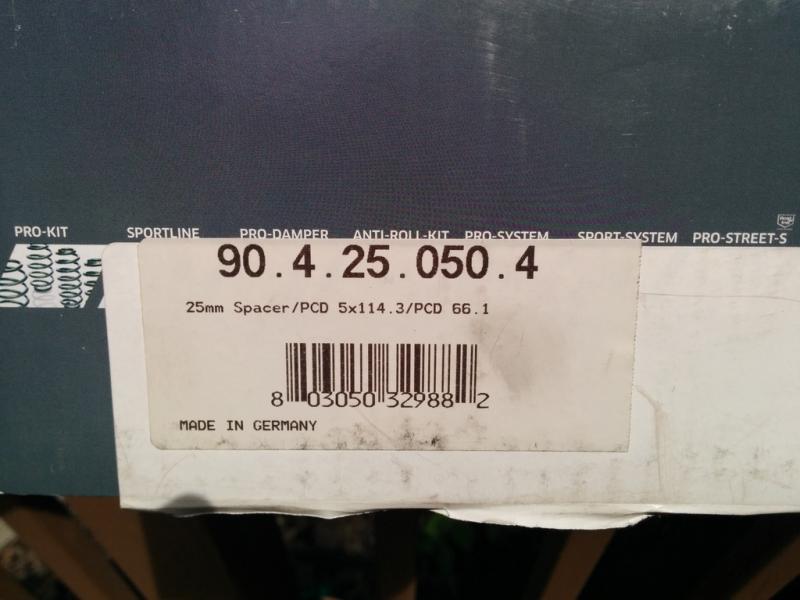 PRO-KIT SPORTLINE PRO-DAMPER ANTI-ROLL-KIT PRO-SYSTEM SPORT-SYSTEM PRO-STREET-S
90.4.25.050.4
25mm Spacer/PCD 5x114.3/PCD 66.1
8 03050 32988 2
MADE IN GERMANY